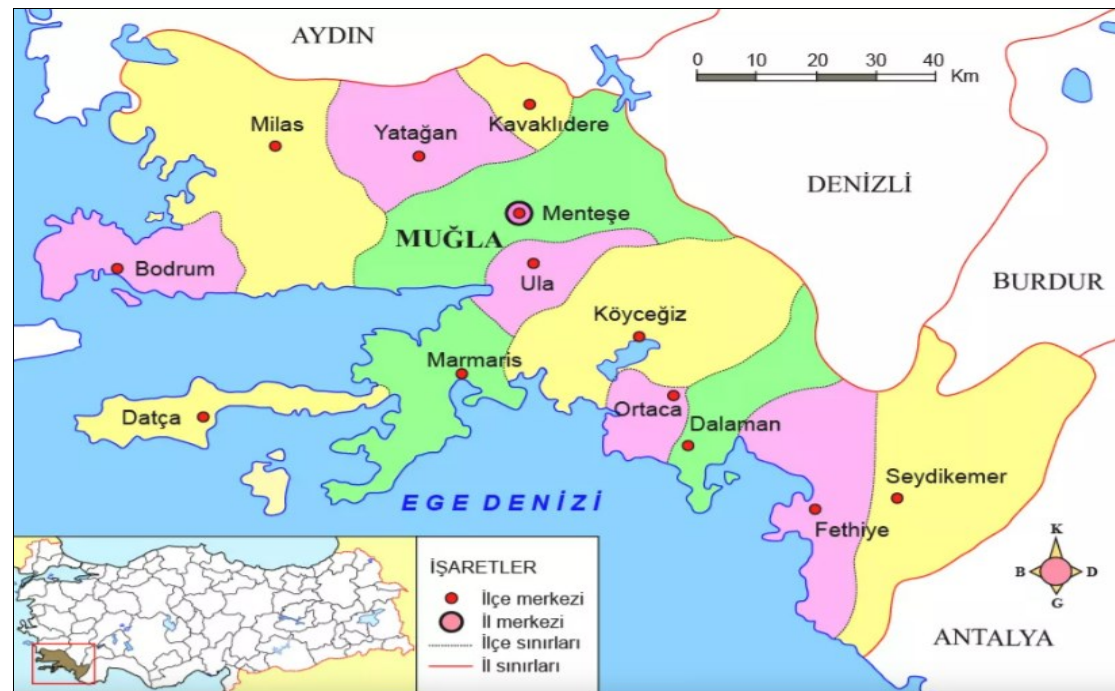 AYDIN
0 10 20 30 40 Km
Milas
Yatağan
Kavaklıdere
DENİZLİ
Menteşe
MUĞLA
Bodrum
Ula
BURDUR
Köyceğiz
Marmaris
Datça
Ortaca
Dalaman
Seydikemer
EGE DENİZİ
Fethiye
K
B D
G
ANTALYA
İŞARETLER
İlçe merkezi
İl merkezi
İlçe sınırları
İl sınırları